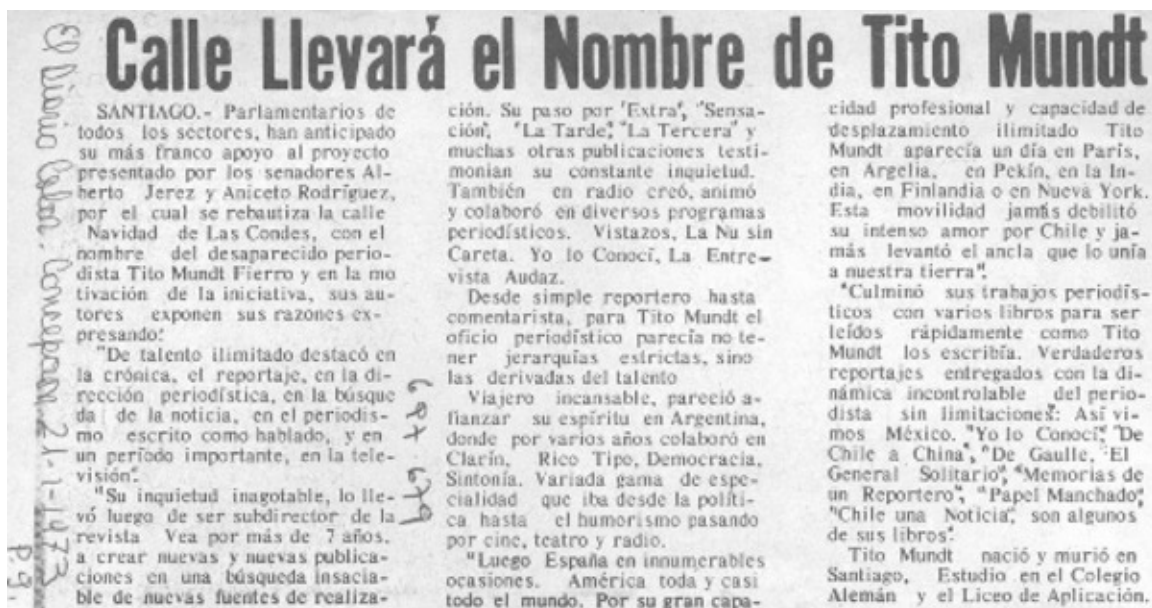 Calle Llevará el Nombre de Tito Mundt
SANTIAGO.- Parlamentarios de
todos los sectores, han anticipado
su más franco apoyo al proyecto
presentado por los senadores Al-
berto Jerez y Aniceto Rodríguez,
por el cual se rebautiza la calle
Navidad de Las Condes, con el
nombre del desaparecido perio-
dista Tito Mundt Fierro y en la mo
tivación de la iniciativa, sus au-
tores exponen sus razones ex-
presando:
"De talento ilimitado destacó en
la crónica, el reportaje, en la di-
rección periodística, en la búsque
da de la noticia, en el periodis-
mo escrito como hablado, y en
un período importante, en la tele-
visión".
"Su inquietud inagotable, lo lle-
vó luego de ser subdirector de la
revista Vea por más de 7 años,
a crear nuevas y nuevas publica-
ciones en una búsqueda insacia-
ble de nuevas fuentes de realiza-
ción. Su paso por "Extra", "Sensa-
ción", "La Tarde", "La Tercera" y
muchas otras publicaciones testi-
monian su constante inquietud.
También en radio creó, animó
y colaboró en diversos programas
periodísticos. Vistazos, La Nu sin
Careta. Yo lo Conocí, La Entre-
vista Audaz.
Desde simple reportero hasta
comentarista, para Tito Mundt el
oficio periodístico parecía no te-
ner jerarquías estrictas, sino
las derivadas del talento
Viajero incansable, pareció a-
fianzar su espíritu en Argentina,
donde por varios años colaboró en
Clarín, Rico Tipo, Democracia,
Sintonía. Variada gama de espe-
cialidad que iba desde la políti-
ca hasta el humorismo pasando
por cine, teatro y radio.
"Luego España en innumerables
ocasiones. América toda y casi
todo el mundo. Por su gran capa-
cidad profesional y capacidad de
desplazamiento ilimitado Tito
Mundt aparecía un día en París,
en Argelia, en Pekín, en la In-
dia, en Finlandia o en Nueva York.
Esta movilidad jamás debilitó
su intenso amor por Chile y ja-
más levantó el ancla que lo unía
a nuestra tierra".
"Culminó sus trabajos periodís-
ticos con varios libros para ser
leídos rápidamente como Tito
Mundt los escribía. Verdaderos
reportajes entregados con la di-
námica incontrolable del perio-
dista sin limitaciones": Así vi-
mos México. "Yo lo Conocí", "De
Chile a China", "De Gaulle, El
General Solitario", "Memorias de
un Reportero", "Papel Manchado",
"Chile una Noticia", son algunos
de sus libros".
Tito Mundt nació y murió en
Santiago, Estudio en el Colegio
Alemán y el Liceo de Aplicación.
El Diario Color. Concepción 21-1-1973
P.9.